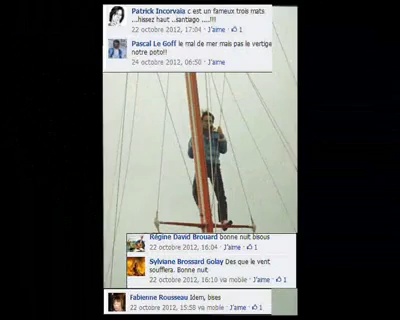 Patrick Incorvaia c est un fameux trois mats
...hissez haut ..santiago ....!!!
22 octobre 2012, 17:04 · J'aime · 1
Pascal Le Goff le mal de mer mais pas le vertige
notre poto!!
24 octobre 2012, 06:50 · J'aime
Régine David Brouard bonne nuit bisous
22 octobre 2012, 16:04 · J'aime · 1
Sylviane Brossard Golay Des que le vent
soufflera. Bonne nuit
22 octobre 2012, 16:10 via mobile · J'aime · 1
Fabienne Rousseau Idem, bises
22 octobre 2012, 15:58 via mobile · J'aime · 1